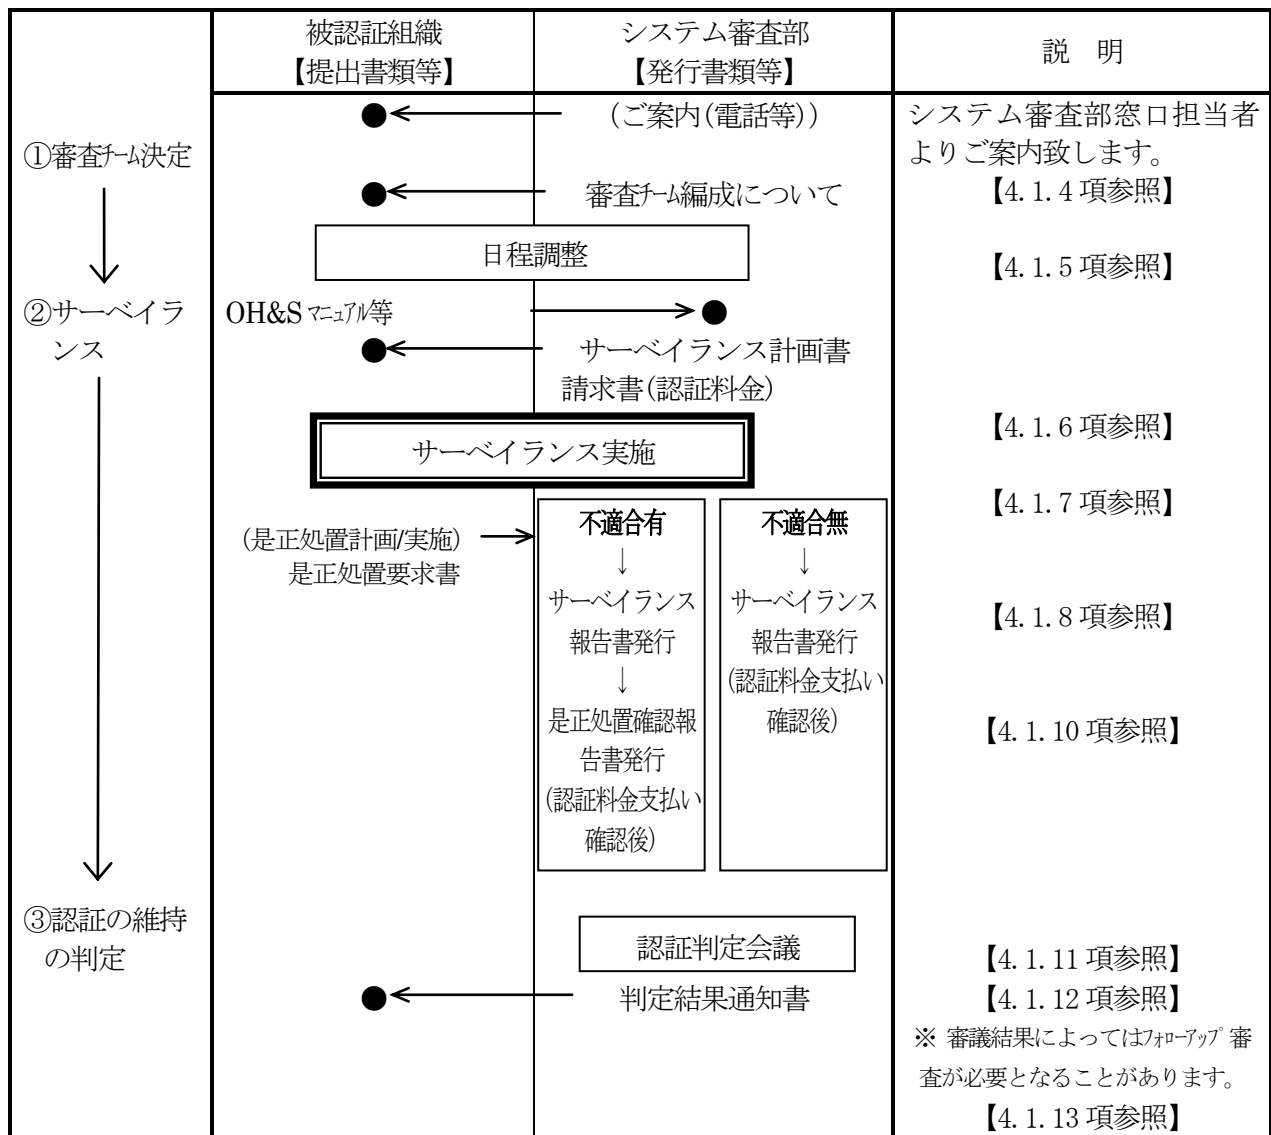 被認証組織
【提出書類等】
システム審査部
【発行書類等】
説 明
①審査ﾁｰﾑ決定
(ご案内(電話等))
システム審査部窓口担当者
よりご案内致します。
審査ﾁｰﾑ編成について
【4.1.4 項参照】
日程調整
【4.1.5 項参照】
②サーベイラ
ンス
OH&S ﾏﾆｭｱﾙ等
サーベイランス計画書
請求書(認証料金)
サーベイランス実施
【4.1.6 項参照】
【4.1.7 項参照】
(是正処置計画/実施)
是正処置要求書
不適合有
↓
サーベイランス
報告書発行
↓
是正処置確認報
告書発行
(認証料金支払い
確認後)
不適合無
↓
サーベイランス
報告書発行
(認証料金支払い
確認後)
【4.1.8 項参照】
【4.1.10 項参照】
③認証の維持
の判定
認証判定会議
【4.1.11 項参照】
判定結果通知書
【4.1.12 項参照】
※ 審議結果によってはﾌｫﾛｰｱｯﾌﾟ審
査が必要となることがあります。
【4.1.13 項参照】